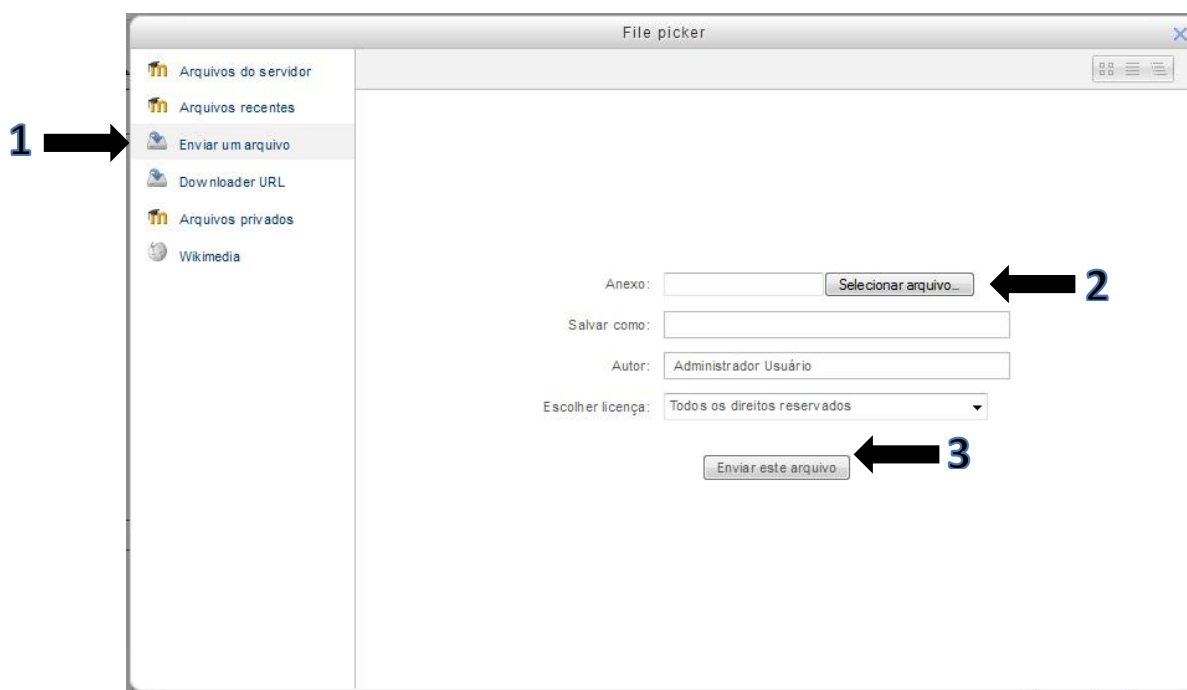 File picker
Arquivos do servidor
Arquivos recentes
1
Enviar um arquivo
Downloader URL
Arquivos privados
Wikimedia
Anexo: Selecionar arquivo... 2
Salvar como:
Autor: Administrador Usuário
Escolher licença: Todos os direitos reservados
Enviar este arquivo 3